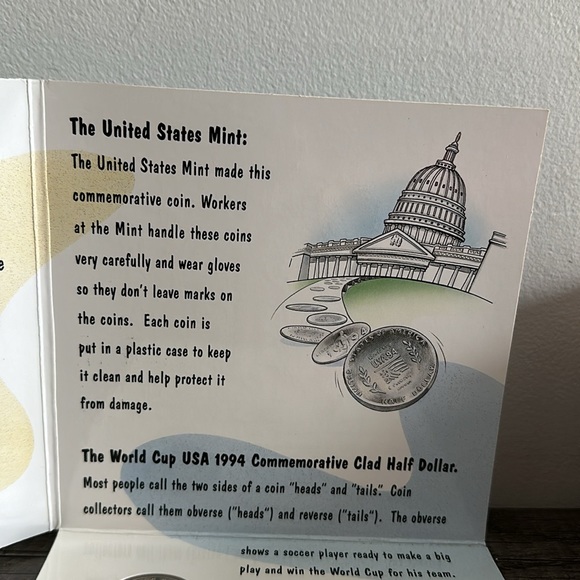 The United States Mint:
The United States Mint made this
commemorative coin. Workers
at the Mint handle these coins
very carefully and wear gloves
so they don't leave marks on
the coins. Each coin is
put in a plastic case to keep
it clean and help protect it
from damage.
The World Cup USA 1994 Commemorative Clad Half Dollar.
Most people call the two sides of a coin "heads" and "tails". Coin
collectors call them obverse ("heads") and reverse ("tails"). The obverse
shows a soccer player ready to make a big
play and win the World Cup for his team.